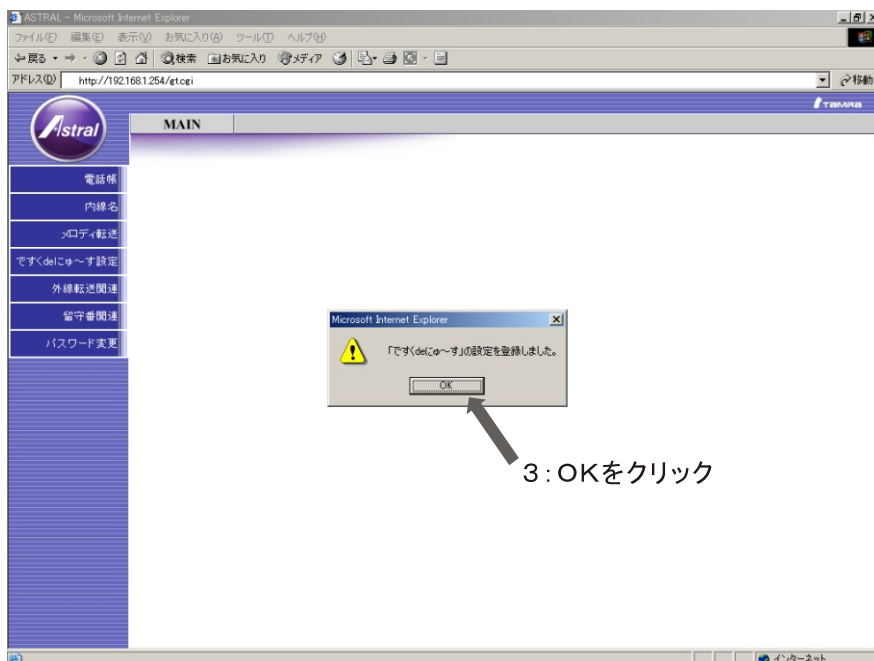 ASTRAL - Microsoft Internet Explorer
ファイル(F) 編集(E) 表示(V) お気に入り(A) ツール(T) ヘルプ(H)
戻る 検索 お気に入り メディア
アドレス(D) http://192.168.1.254/gt.cgi 移動
TAMRA
Astral MAIN
電話帳
内線名
メロディ転送
ですくdelにゅ~す設定
外線転送関連
留守番関連
パスワード変更
Microsoft Internet Explorer
「ですくdelにゅ~す」の設定を登録しました。
OK
3:OKをクリック
インターネット